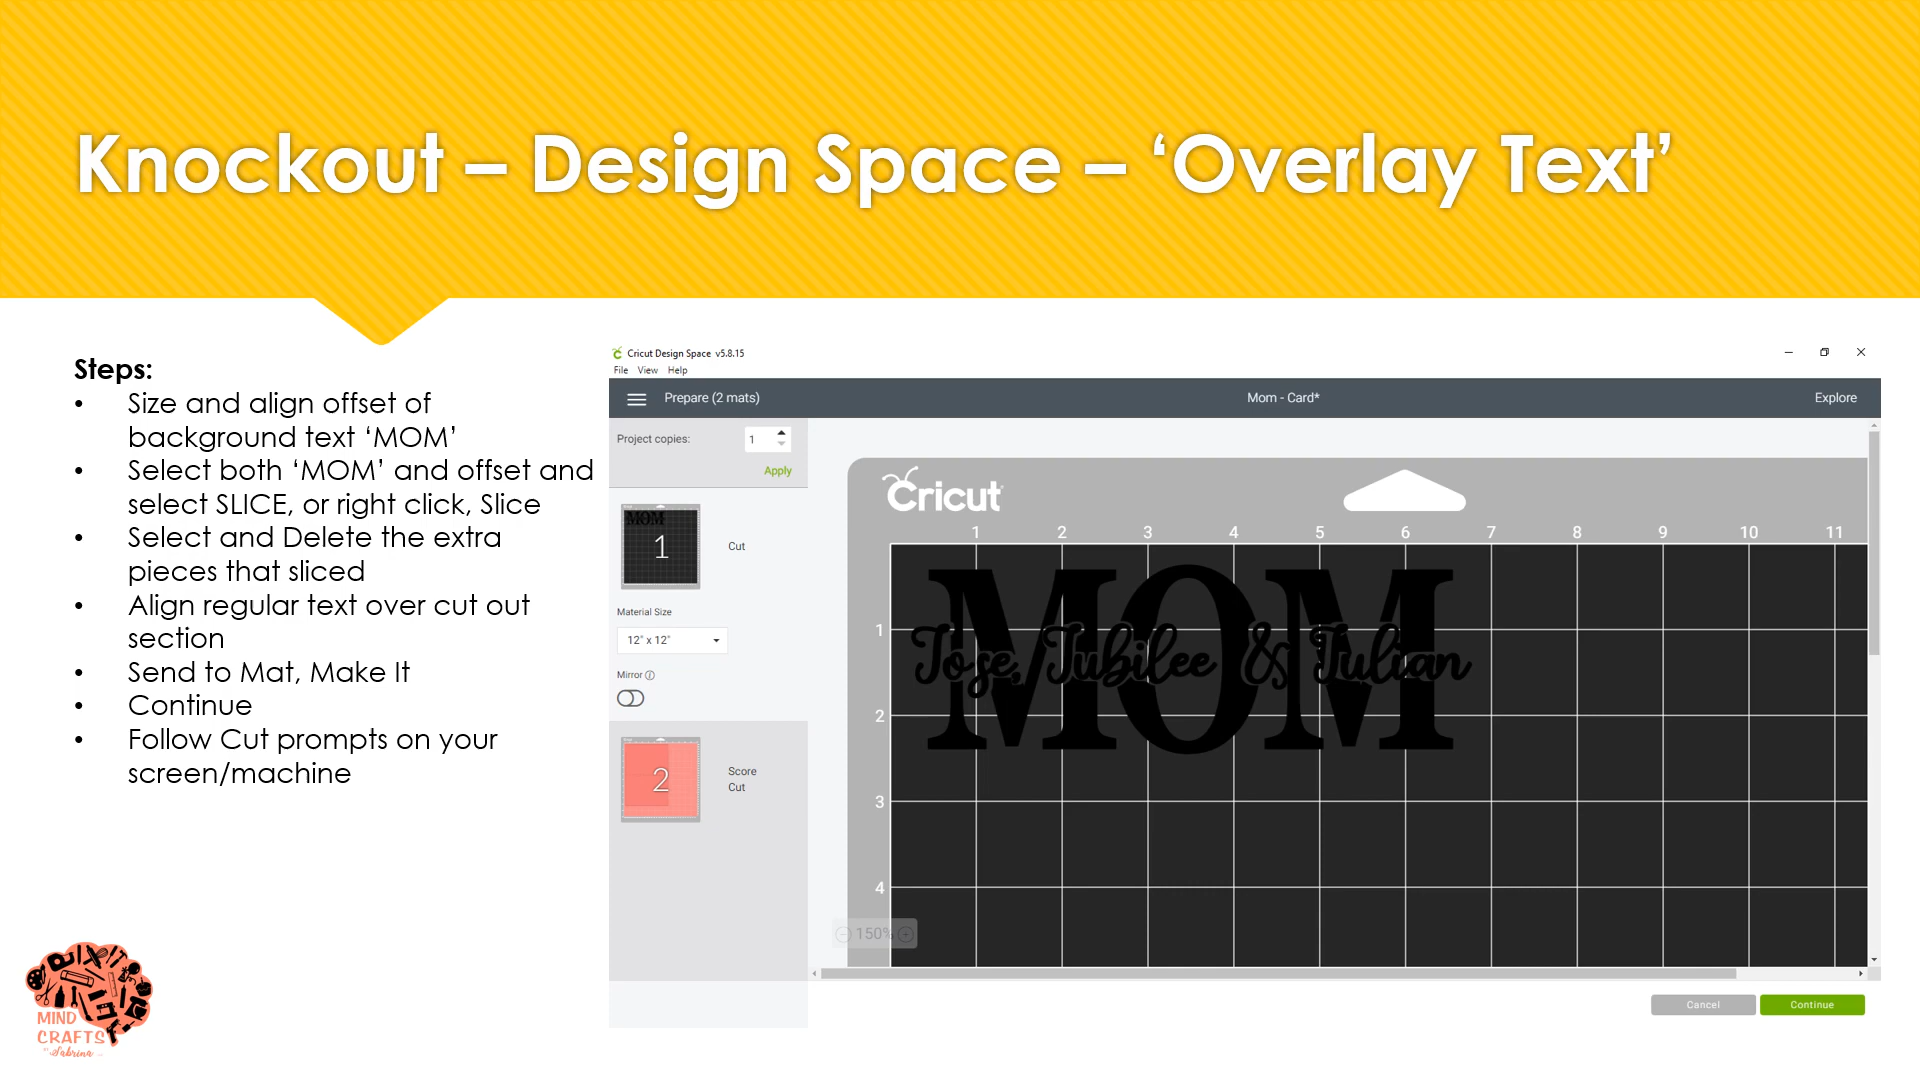 Knockout – Design Space – ‘Overlay Text’
Steps:
• Size and align offset of
background text ‘MOM’
• Select both ‘MOM’ and offset and
select SLICE, or right click, Slice
• Select and Delete the extra
pieces that sliced
• Align regular text over cut out
section
• Send to Mat, Make It
• Continue
• Follow Cut prompts on your
screen/machine
Cricut Design Space v5.8.15
File View Help
Prepare (2 mats)
Mom - Card*
Explore
Project copies:
1
Apply
MOM
1
Cut
Material Size
12" x 12"
Mirror
2
Score
Cut
Cricut
1 2 3 4 5 6 7 8 9 10 11
1
2
3
4
MOM
Jose, Jubilee & Julian
150%
Cancel
Continue
MIND
CRAFTS
BY Sabrina